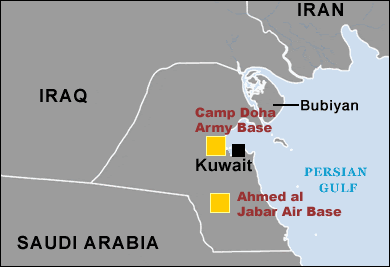 IRAN
IRAQ
Camp Doha
Army Base
Bubiyan
Kuwait
PERSIAN
GULF
Ahmed al
Jabar Air Base
SAUDI ARABIA